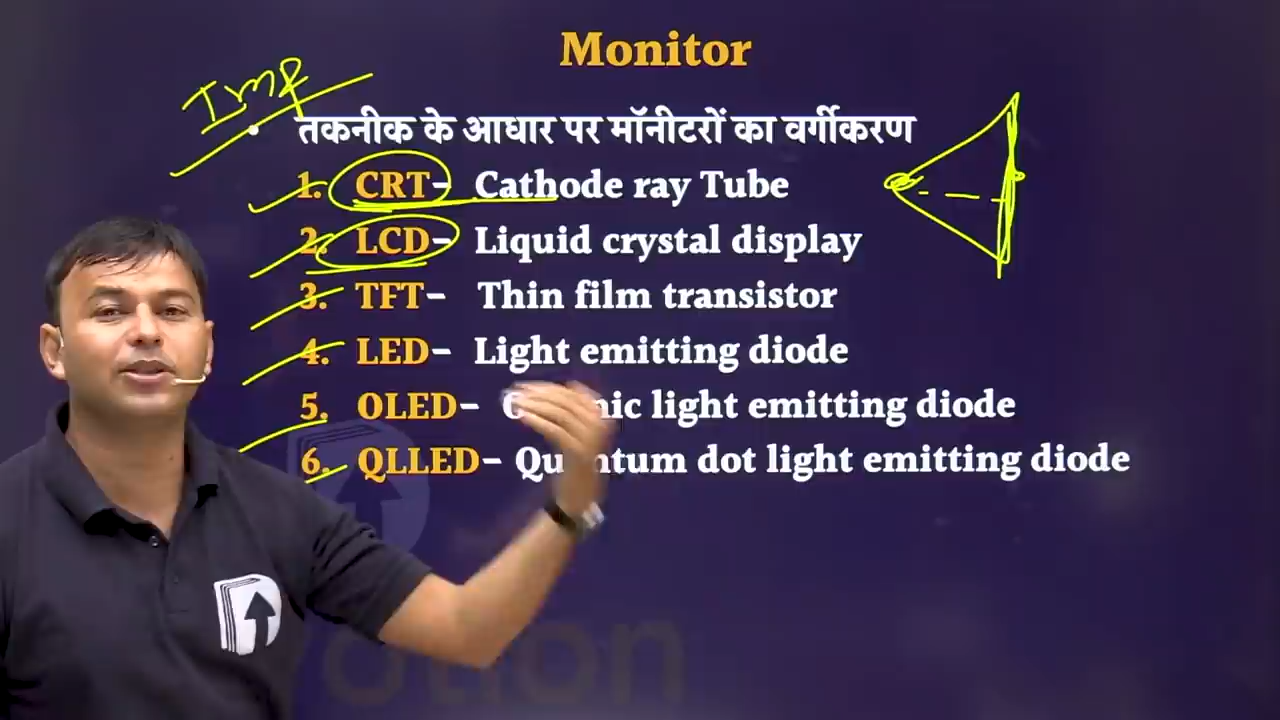 Monitor
Imp
• तकनीक के आधार पर मॉनीटरों का वर्गीकरण
1. CRT- Cathode ray Tube
2. LCD- Liquid crystal display
3. TFT- Thin film transistor
4. LED- Light emitting diode
5. OLED- light emitting diode
6. QLLED- Quantum dot light emitting diode